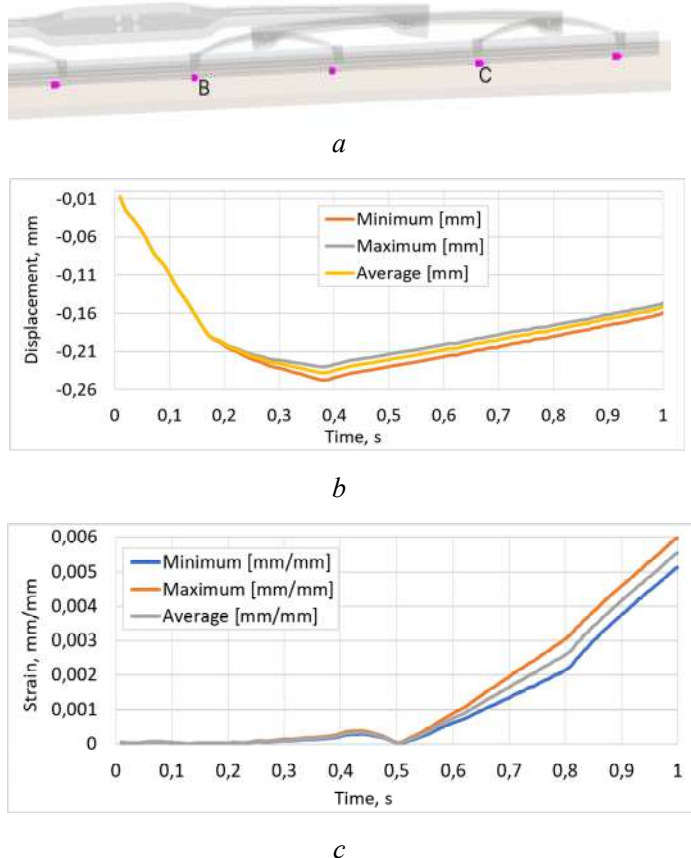 B
C
a
-0,01
-0,06
-0,11
-0,16
-0,21
-0,26
Displacement, mm
Minimum [mm]
Maximum [mm]
Average [mm]
0 0,1 0,2 0,3 0,4 0,5 0,6 0,7 0,8 0,9 1
Time, s
b
0,006
0,005
0,004
0,003
0,002
0,001
0
Strain, mm/mm
Minimum [mm/mm]
Maximum [mm/mm]
Average [mm/mm]
0 0,1 0,2 0,3 0,4 0,5 0,6 0,7 0,8 0,9 1
Time, s
c